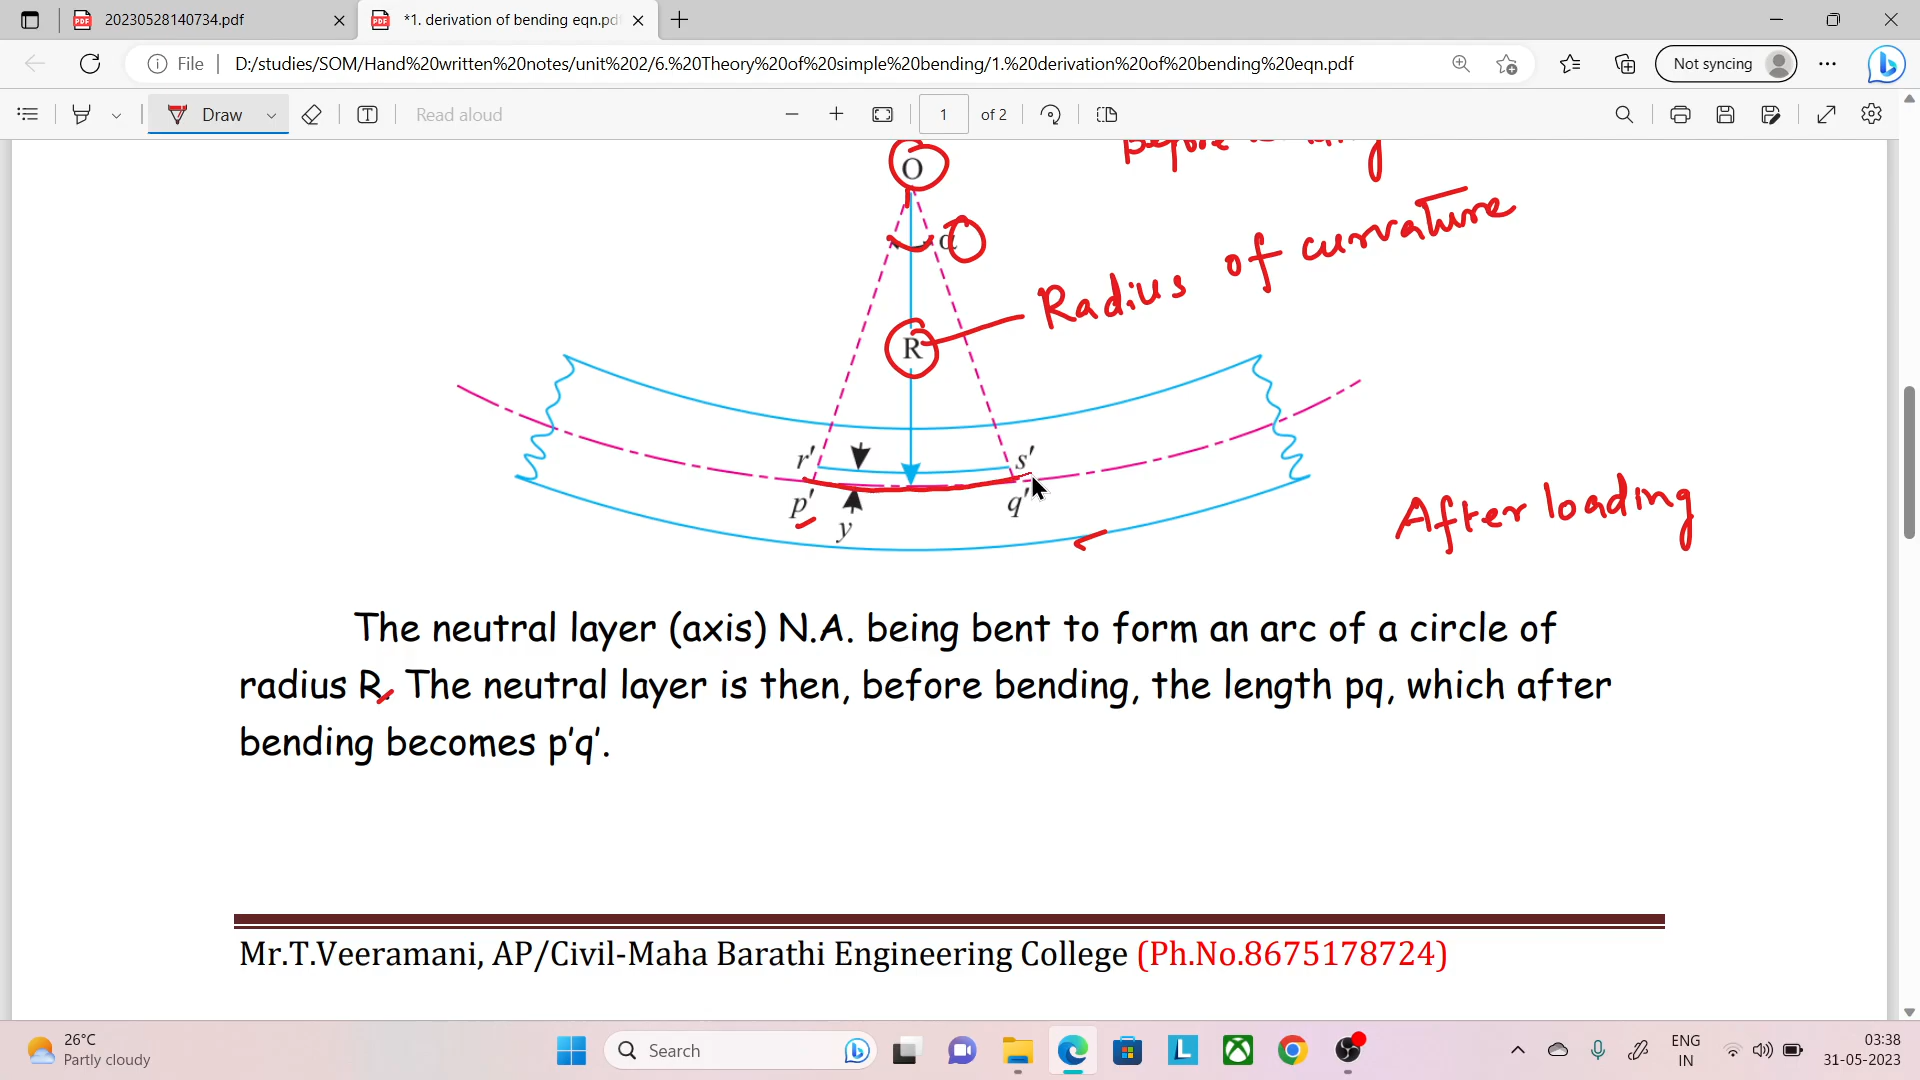 20230528140734.pdf
*1. derivation of bending eqn.pd
File
D:/studies/SOM/Hand%20written%20notes/unit%202/6.%20Theory%20of%20simple%20bending/1.%20derivation%20of%20bending%20eqn.pdf
Not syncing
Draw
Read aloud
1
of 2
O
α
Radius of curvature
R
r' s'
p' q'
y
After loading
The neutral layer (axis) N.A. being bent to form an arc of a circle of
radius R. The neutral layer is then, before bending, the length pq, which after
bending becomes p'q'.
Mr.T.Veeramani, AP/Civil-Maha Barathi Engineering College (Ph.No.8675178724)
26°C
Partly cloudy
Search
ENG
IN
03:38
31-05-2023